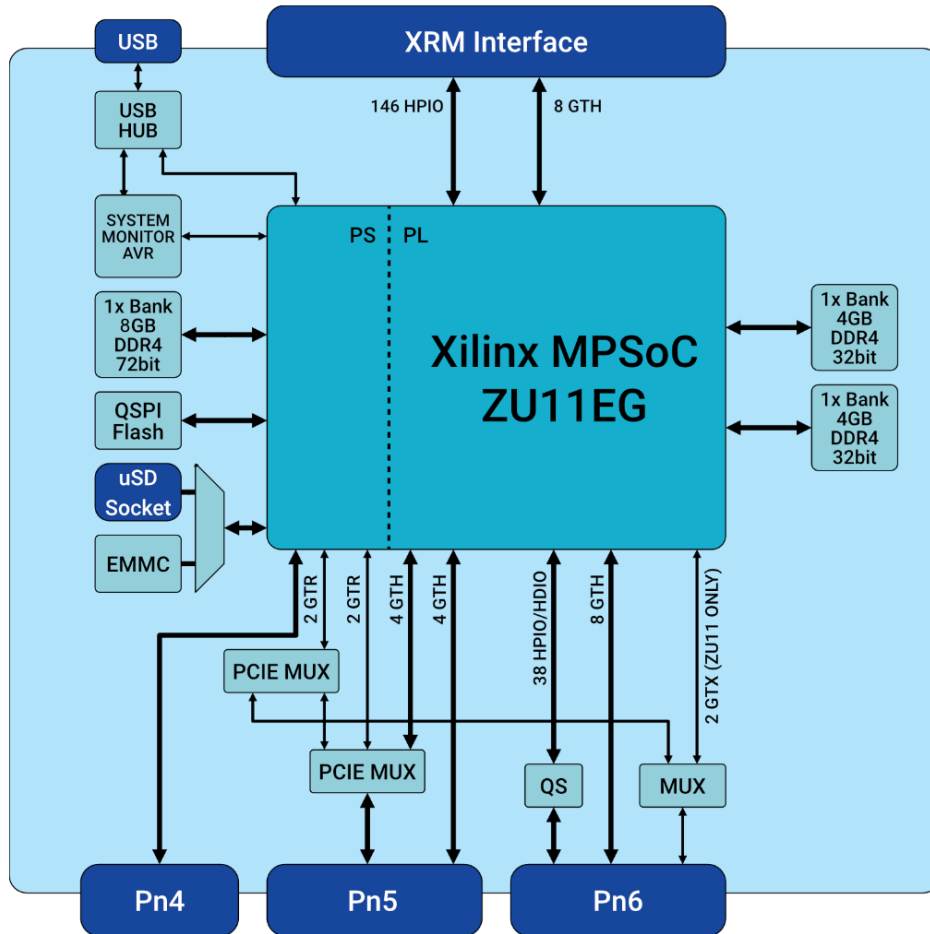 USB
XRM Interface
146 HPIO
8 GTH
USB
HUB
SYSTEM
MONITOR
AVR
PS
PL
1x Bank
8GB
DDR4
72bit
Xilinx MPSoC
ZU11EG
1x Bank
4GB
DDR4
32bit
QSPI
Flash
1x Bank
4GB
DDR4
32bit
uSD
Socket
EMMC
2 GTR
2 GTR
4 GTH
4 GTH
38 HPIO/HDIO
8 GTH
2 GTX (ZU11 ONLY)
PCIE MUX
PCIE MUX
QS
MUX
Pn4
Pn5
Pn6